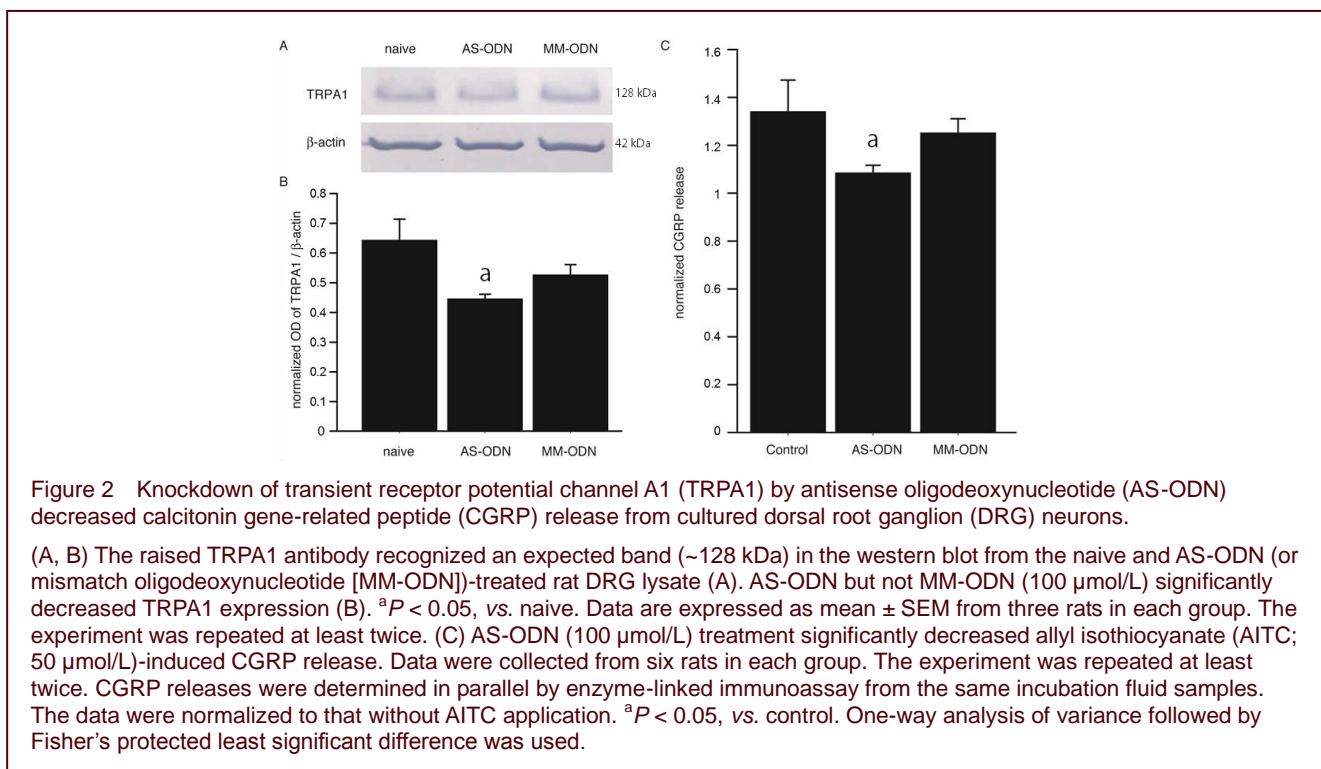 A
naive AS-ODN MM-ODN
TRPA1
128 kDa
β-actin
42 kDa
B
normalized OD of TRPA1 / β-actin
0.8
0.7
0.6
0.5
0.4
0.3
0.2
0.1
0
a
naive AS-ODN MM-ODN
C
normalized CGRP release
1.6
1.4
1.2
1
0.8
0.6
0.4
0.2
0
a
Control AS-ODN MM-ODN
Figure 2 Knockdown of transient receptor potential channel A1 (TRPA1) by antisense oligodeoxynucleotide (AS-ODN)
decreased calcitonin gene-related peptide (CGRP) release from cultured dorsal root ganglion (DRG) neurons.
(A, B) The raised TRPA1 antibody recognized an expected band (~128 kDa) in the western blot from the naive and AS-ODN (or
mismatch oligodeoxynucleotide [MM-ODN])-treated rat DRG lysate (A). AS-ODN but not MM-ODN (100 μmol/L) significantly
decreased TRPA1 expression (B). ᵃP < 0.05, vs. naive. Data are expressed as mean ± SEM from three rats in each group. The
experiment was repeated at least twice. (C) AS-ODN (100 μmol/L) treatment significantly decreased allyl isothiocyanate (AITC;
50 μmol/L)-induced CGRP release. Data were collected from six rats in each group. The experiment was repeated at least
twice. CGRP releases were determined in parallel by enzyme-linked immunoassay from the same incubation fluid samples.
The data were normalized to that without AITC application. ᵃP < 0.05, vs. control. One-way analysis of variance followed by
Fisher's protected least significant difference was used.